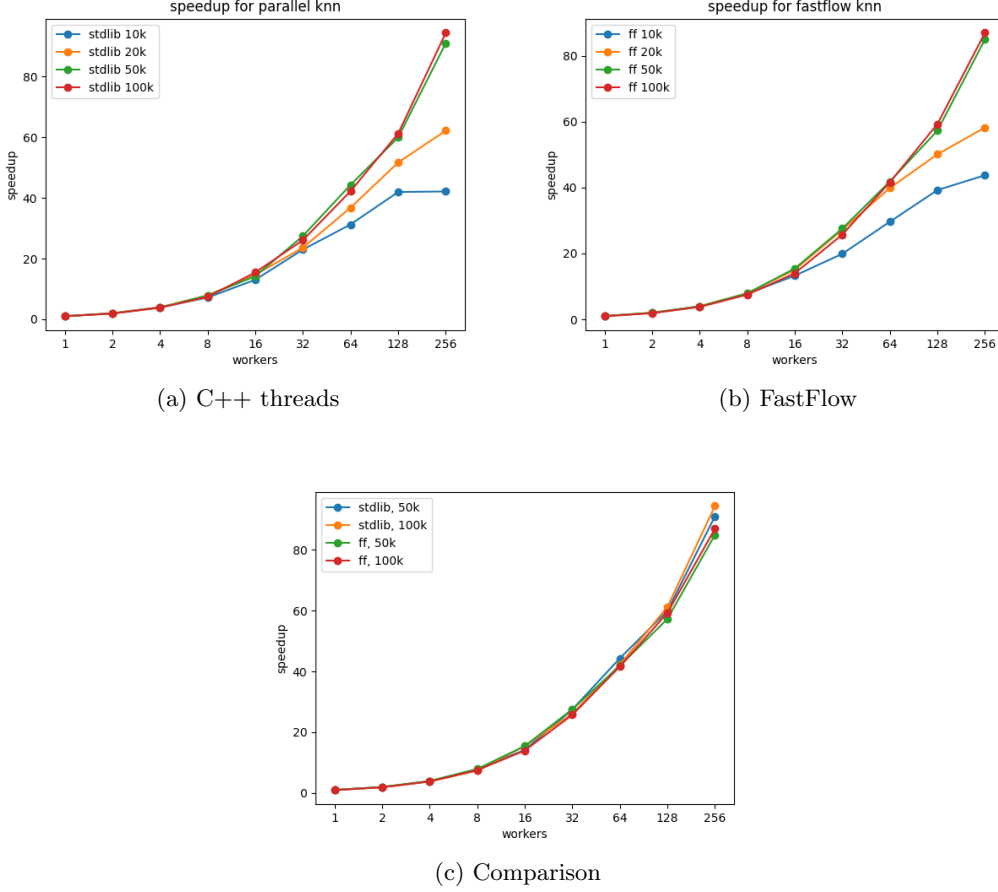 speedup for parallel knn
stdlib 10k
stdlib 20k
stdlib 50k
stdlib 100k
80
60
40
20
0
speedup
1 2 4 8 16 32 64 128 256
workers
(a) C++ threads
speedup for fastflow knn
ff 10k
ff 20k
ff 50k
ff 100k
80
60
40
20
0
speedup
1 2 4 8 16 32 64 128 256
workers
(b) FastFlow
stdlib, 50k
stdlib, 100k
ff, 50k
ff, 100k
80
60
40
20
0
speedup
1 2 4 8 16 32 64 128 256
workers
(c) Comparison